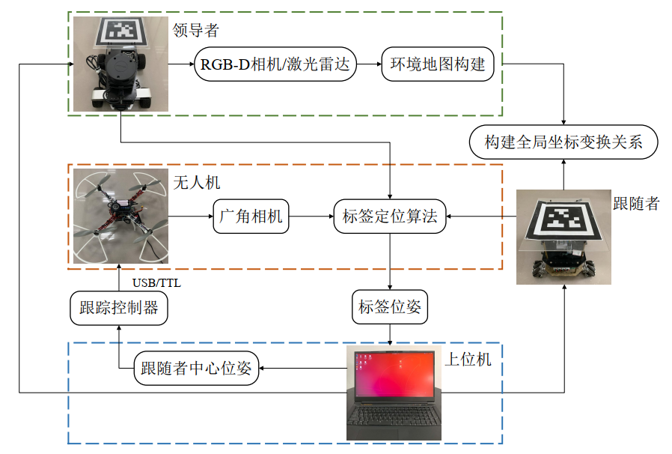 领导者
RGB-D相机/激光雷达
环境地图构建
构建全局坐标变换关系
无人机
广角相机
标签定位算法
跟随者
USB/TTL
跟踪控制器
标签位姿
跟随者中心位姿
上位机